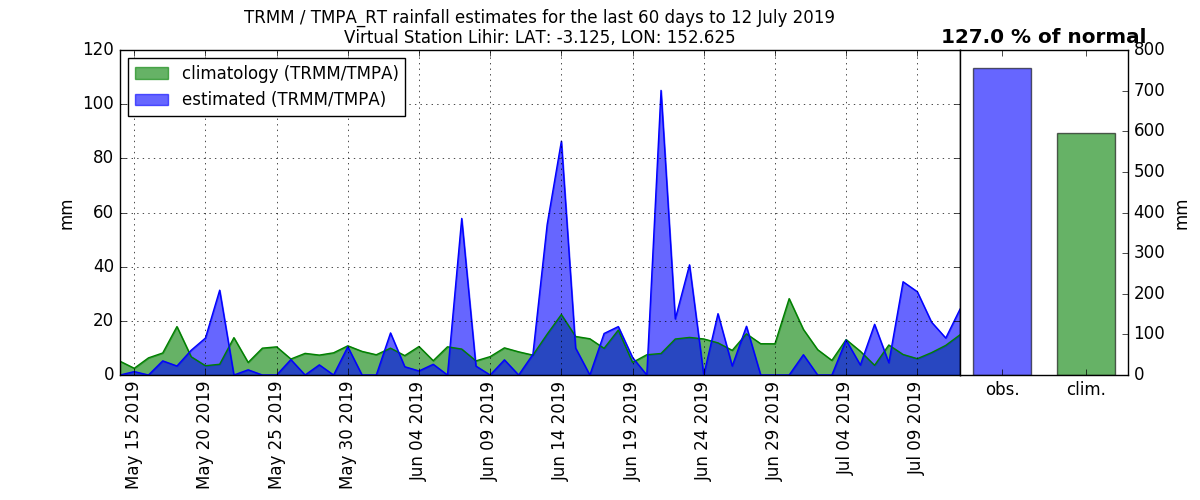 TRMM / TMPA_RT rainfall estimates for the last 60 days to 12 July 2019
Virtual Station Lihir: LAT: -3.125, LON: 152.625
127.0 % of normal
climatology (TRMM/TMPA)
estimated (TRMM/TMPA)
mm
120
100
80
60
40
20
0
May 15 2019
May 20 2019
May 25 2019
May 30 2019
Jun 04 2019
Jun 09 2019
Jun 14 2019
Jun 19 2019
Jun 24 2019
Jun 29 2019
Jul 04 2019
Jul 09 2019
obs.
clim.
800
700
600
500
400
300
200
100
0
mm